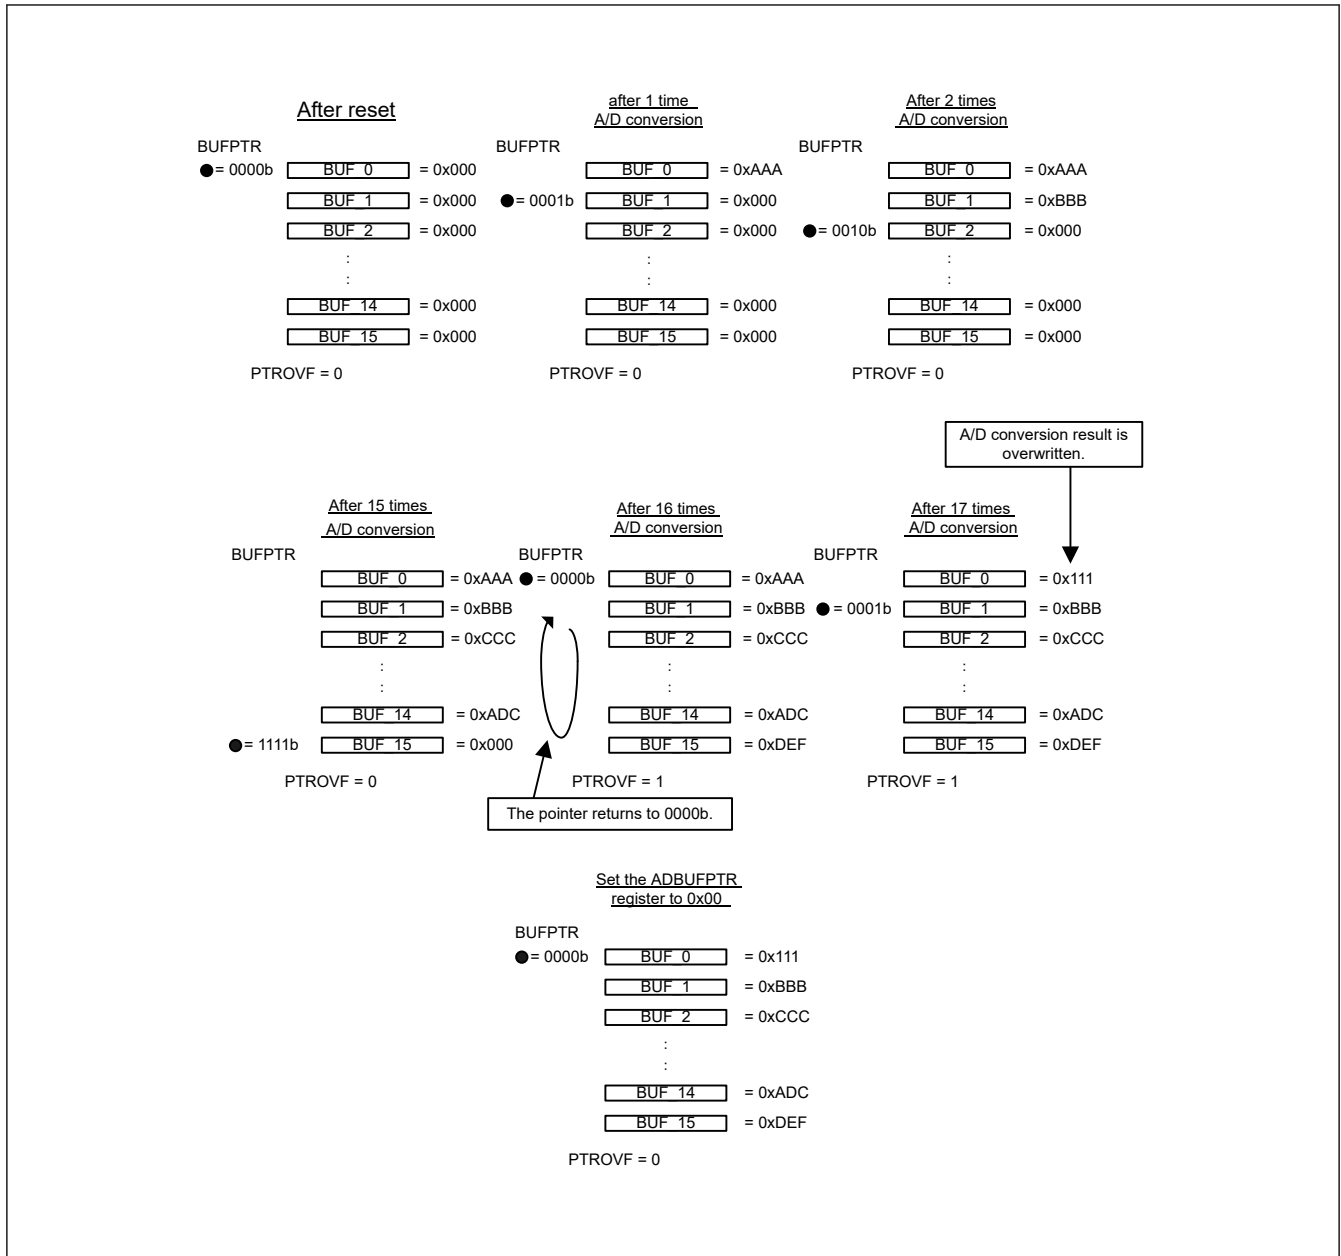 After reset
BUFPTR
= 0000b BUF_0 = 0x000
BUF_1 = 0x000
BUF_2 = 0x000
:
:
BUF_14 = 0x000
BUF_15 = 0x000
PTROVF = 0
after 1 time
A/D conversion
BUFPTR
BUF_0 = 0xAAA
= 0001b BUF_1 = 0x000
BUF_2 = 0x000
:
:
BUF_14 = 0x000
BUF_15 = 0x000
PTROVF = 0
After 2 times
A/D conversion
BUFPTR
BUF_0 = 0xAAA
BUF_1 = 0xBBB
= 0010b BUF_2 = 0x000
:
:
BUF_14 = 0x000
BUF_15 = 0x000
PTROVF = 0
A/D conversion result is
overwritten.
After 15 times
A/D conversion
BUFPTR
BUF_0 = 0xAAA
BUF_1 = 0xBBB
BUF_2 = 0xCCC
:
:
BUF_14 = 0xADC
= 1111b BUF_15 = 0x000
PTROVF = 0
After 16 times
A/D conversion
BUFPTR
= 0000b BUF_0 = 0xAAA
BUF_1 = 0xBBB
BUF_2 = 0xCCC
:
:
BUF_14 = 0xADC
BUF_15 = 0xDEF
PTROVF = 1
The pointer returns to 0000b.
After 17 times
A/D conversion
BUFPTR
BUF_0 = 0x111
= 0001b BUF_1 = 0xBBB
BUF_2 = 0xCCC
:
:
BUF_14 = 0xADC
BUF_15 = 0xDEF
PTROVF = 1
Set the ADBUFPTR
register to 0x00
BUFPTR
= 0000b BUF_0 = 0x111
BUF_1 = 0xBBB
BUF_2 = 0xCCC
:
:
BUF_14 = 0xADC
BUF_15 = 0xDEF
PTROVF = 0